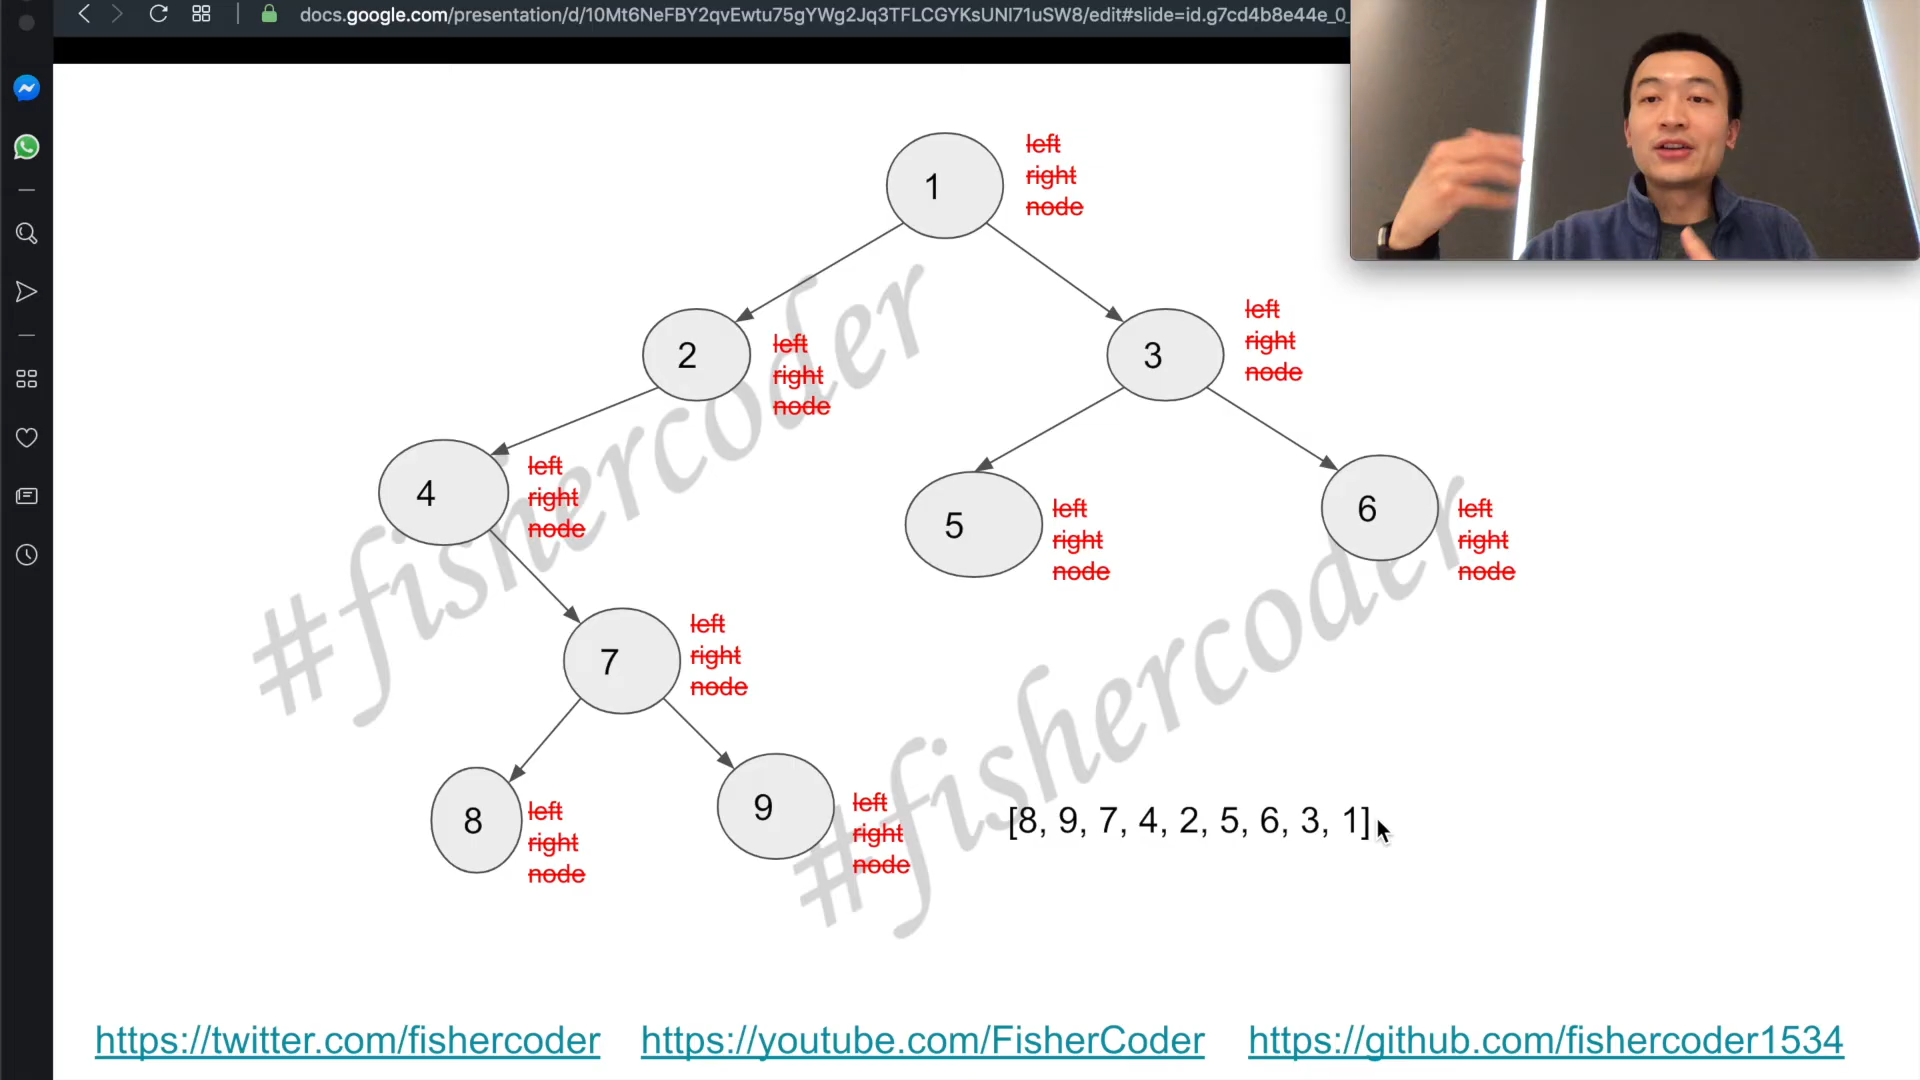 docs.google.com/presentation/d/10Mt6NeFBY2qvEwtu75gYWg2Jq3TFLCGYKsUNI71uSW8/edit#slide=id.g7cd4b8e44e_0_
1
left
right
node
2
left
right
node
3
left
right
node
4
left
right
node
5
left
right
node
6
left
right
node
7
left
right
node
8
left
right
node
9
left
right
node
#fishercoder
#fishercoder
[8, 9, 7, 4, 2, 5, 6, 3, 1]
https://twitter.com/fishercoder
https://youtube.com/FisherCoder
https://github.com/fishercoder1534